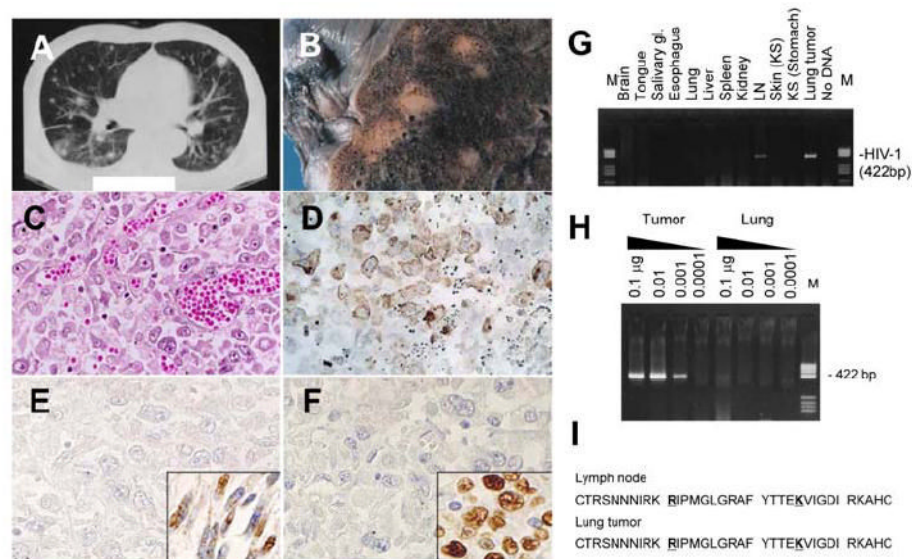 A
B
C
D
E
F
G
M
Brain
Tongue
Salivary gl.
Esophagus
Lung
Liver
Spleen
Kidney
LN
Skin (KS)
KS (Stomach)
Lung tumor
No DNA
M
-HIV-1
(422bp)
H
Tumor Lung
0.1 µg
0.01
0.001
0.0001
0.1 µg
0.01
0.001
0.0001
M
- 422 bp
I
Lymph node
CTRSNNNIRK RIPMGLGRAF YTTEKVIGDI RKAHC
Lung tumor
CTRSNNNIRK RIPMGLGRAF YTTEKVIGDI RKAHC